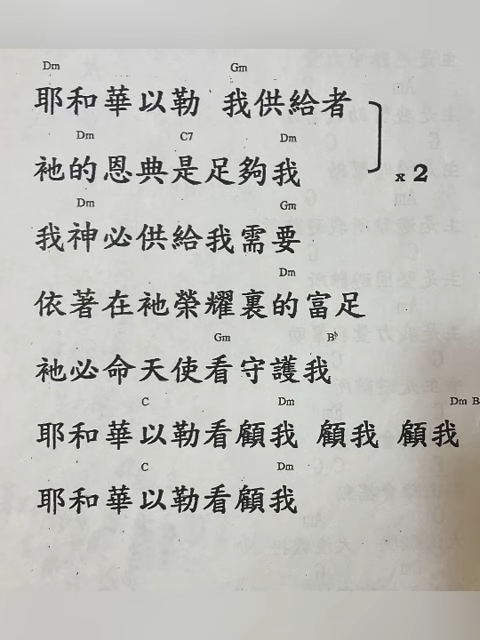 Dm Gm
耶和華以勒 我供給者
Dm C7 Dm
祂的恩典是足夠我 x 2
Dm Gm
我神必供給我需要
Dm
依著在祂榮耀裏的富足
Gm B♭
祂必命天使看守護我
C Dm Dm B
耶和華以勒看顧我 顧我 顧我
C Dm
耶和華以勒看顧我